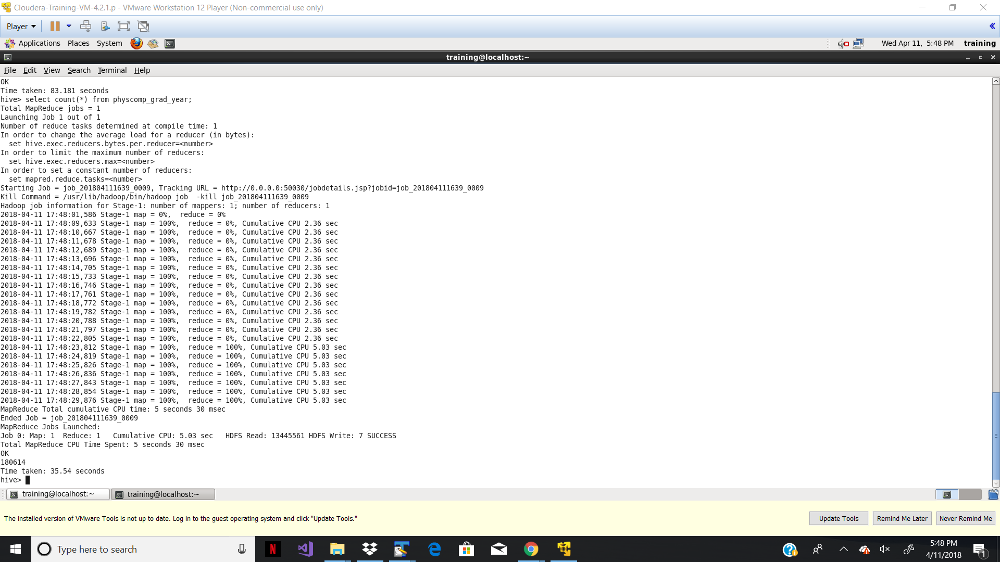 Cloudera-Training-VM-4.2.1.p - VMware Workstation 12 Player (Non-commercial use only)
Player
Applications Places System Wed Apr 11, 5:48 PM training
training@localhost:~
File Edit View Search Terminal Help
OK
Time taken: 83.181 seconds
hive> select count(*) from physcomp_grad_year;
Total MapReduce jobs = 1
Launching Job 1 out of 1
Number of reduce tasks determined at compile time: 1
In order to change the average load for a reducer (in bytes):
  set hive.exec.reducers.bytes.per.reducer=<number>
In order to limit the maximum number of reducers:
  set hive.exec.reducers.max=<number>
In order to set a constant number of reducers:
  set mapred.reduce.tasks=<number>
Starting Job = job_201804111639_0009, Tracking URL = http://0.0.0.0:50030/jobdetails.jsp?jobid=job_201804111639_0009
Kill Command = /usr/lib/hadoop/bin/hadoop job  -kill job_201804111639_0009
Hadoop job information for Stage-1: number of mappers: 1; number of reducers: 1
2018-04-11 17:48:01,586 Stage-1 map = 0%,  reduce = 0%
2018-04-11 17:48:09,633 Stage-1 map = 100%,  reduce = 0%, Cumulative CPU 2.36 sec
2018-04-11 17:48:10,667 Stage-1 map = 100%,  reduce = 0%, Cumulative CPU 2.36 sec
2018-04-11 17:48:11,678 Stage-1 map = 100%,  reduce = 0%, Cumulative CPU 2.36 sec
2018-04-11 17:48:12,689 Stage-1 map = 100%,  reduce = 0%, Cumulative CPU 2.36 sec
2018-04-11 17:48:13,696 Stage-1 map = 100%,  reduce = 0%, Cumulative CPU 2.36 sec
2018-04-11 17:48:14,705 Stage-1 map = 100%,  reduce = 0%, Cumulative CPU 2.36 sec
2018-04-11 17:48:15,733 Stage-1 map = 100%,  reduce = 0%, Cumulative CPU 2.36 sec
2018-04-11 17:48:16,746 Stage-1 map = 100%,  reduce = 0%, Cumulative CPU 2.36 sec
2018-04-11 17:48:17,761 Stage-1 map = 100%,  reduce = 0%, Cumulative CPU 2.36 sec
2018-04-11 17:48:18,772 Stage-1 map = 100%,  reduce = 0%, Cumulative CPU 2.36 sec
2018-04-11 17:48:19,782 Stage-1 map = 100%,  reduce = 0%, Cumulative CPU 2.36 sec
2018-04-11 17:48:20,788 Stage-1 map = 100%,  reduce = 0%, Cumulative CPU 2.36 sec
2018-04-11 17:48:21,797 Stage-1 map = 100%,  reduce = 0%, Cumulative CPU 2.36 sec
2018-04-11 17:48:22,805 Stage-1 map = 100%,  reduce = 0%, Cumulative CPU 2.36 sec
2018-04-11 17:48:23,812 Stage-1 map = 100%,  reduce = 100%, Cumulative CPU 5.03 sec
2018-04-11 17:48:24,819 Stage-1 map = 100%,  reduce = 100%, Cumulative CPU 5.03 sec
2018-04-11 17:48:25,826 Stage-1 map = 100%,  reduce = 100%, Cumulative CPU 5.03 sec
2018-04-11 17:48:26,836 Stage-1 map = 100%,  reduce = 100%, Cumulative CPU 5.03 sec
2018-04-11 17:48:27,843 Stage-1 map = 100%,  reduce = 100%, Cumulative CPU 5.03 sec
2018-04-11 17:48:28,854 Stage-1 map = 100%,  reduce = 100%, Cumulative CPU 5.03 sec
2018-04-11 17:48:29,876 Stage-1 map = 100%,  reduce = 100%, Cumulative CPU 5.03 sec
MapReduce Total cumulative CPU time: 5 seconds 30 msec
Ended Job = job_201804111639_0009
MapReduce Jobs Launched:
Job 0: Map: 1  Reduce: 1   Cumulative CPU: 5.03 sec   HDFS Read: 13445561 HDFS Write: 7 SUCCESS
Total MapReduce CPU Time Spent: 5 seconds 30 msec
OK
180614
Time taken: 35.54 seconds
hive>
training@localhost:~ training@localhost:~
The installed version of VMware Tools is not up to date. Log in to the guest operating system and click "Update Tools." Update Tools Remind Me Later Never Remind Me
Type here to search
5:48 PM
4/11/2018
1